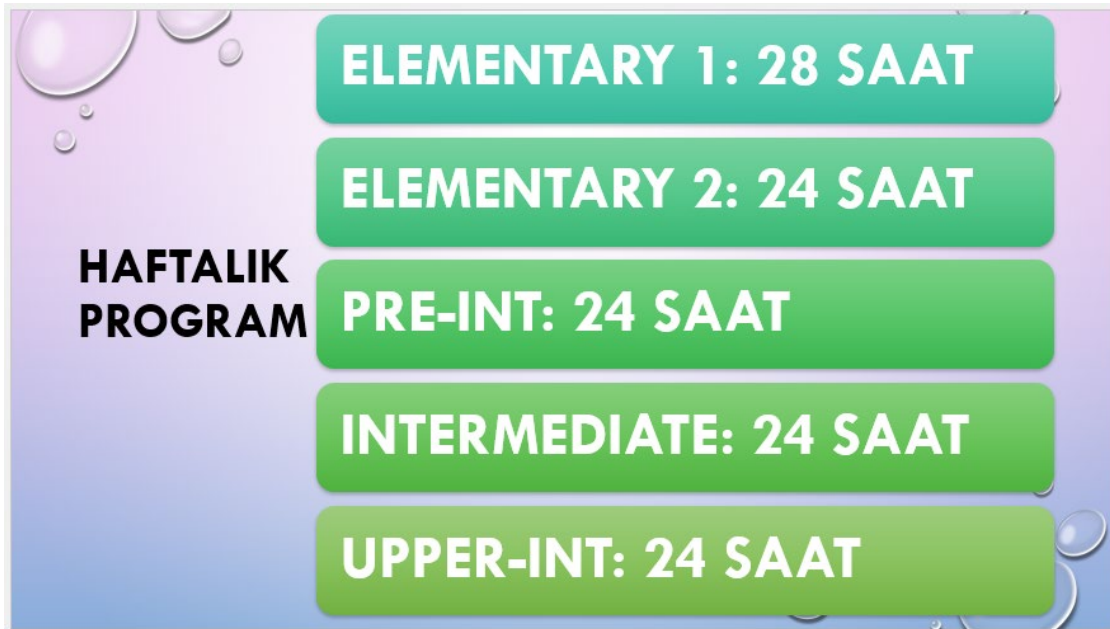 HAFTALIK
PROGRAM
ELEMENTARY 1: 28 SAAT
ELEMENTARY 2: 24 SAAT
PRE-INT: 24 SAAT
INTERMEDIATE: 24 SAAT
UPPER-INT: 24 SAAT